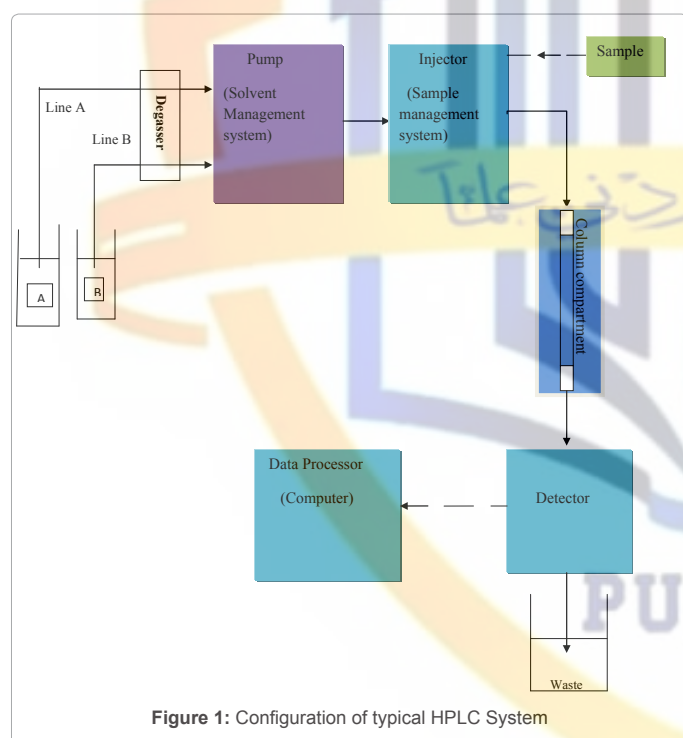 Pump
(Solvent
Management
system)
Injector
(Sample
management
system)
Sample
Line A
Line B
Degasser
A
B
Column compartment
Data Processor
(Computer)
Detector
Waste
PU
Figure 1: Configuration of typical HPLC System